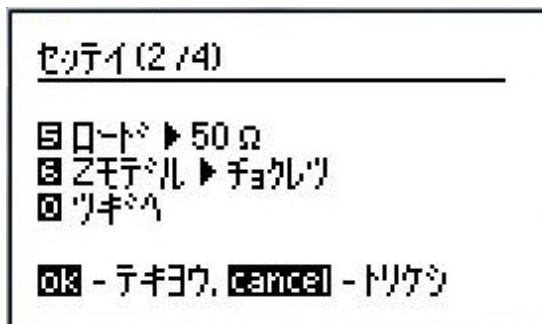 セッテイ (2 /4)
5 ロード ▶ 50 Ω
6 Zモデル ▶ チョクレツ
0 ツギヘ
ok - テキヨウ, cancel - トリケシ